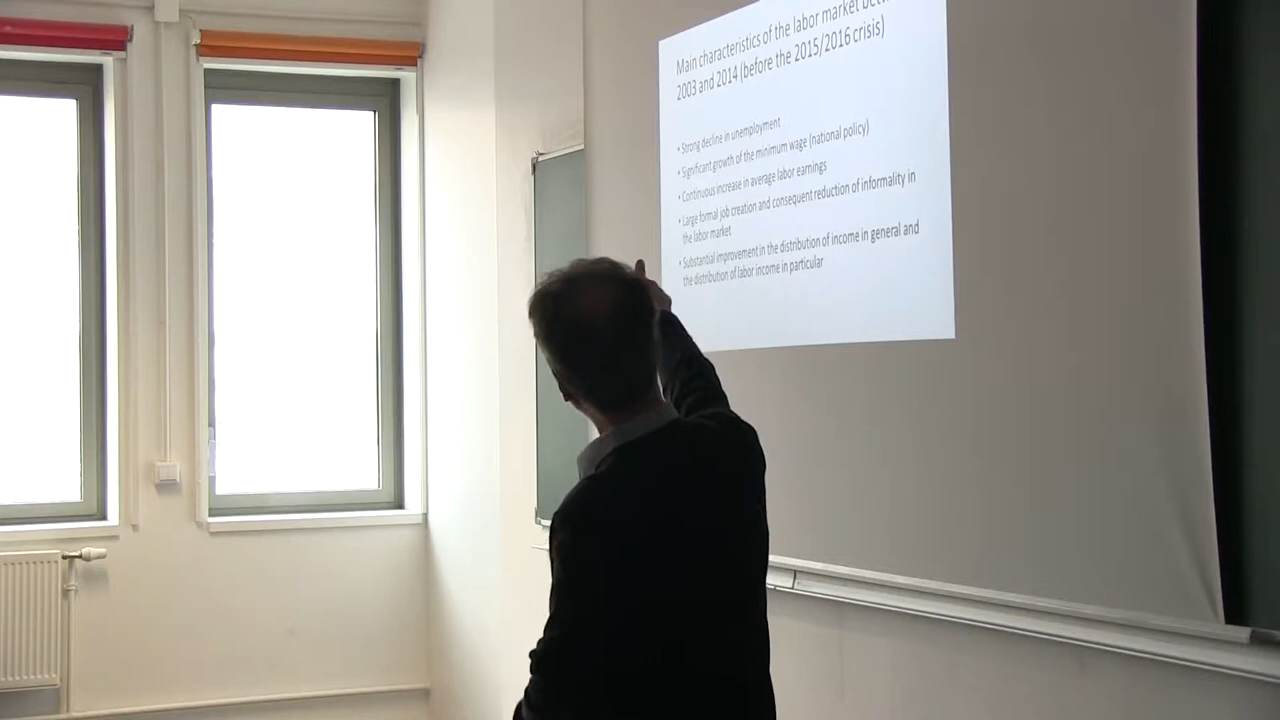 Main characteristics of the labor market
2003 and 2014 (before the 2015/2016 crisis)
• Strong decline in unemployment
• Significant growth of the minimum wage (national policy)
• Continuous increase in average labor earnings
• Large formal job creation and consequent reduction of informality in
the labor market
• Substantial improvement in the distribution of income in general and
the distribution of labor income in particular